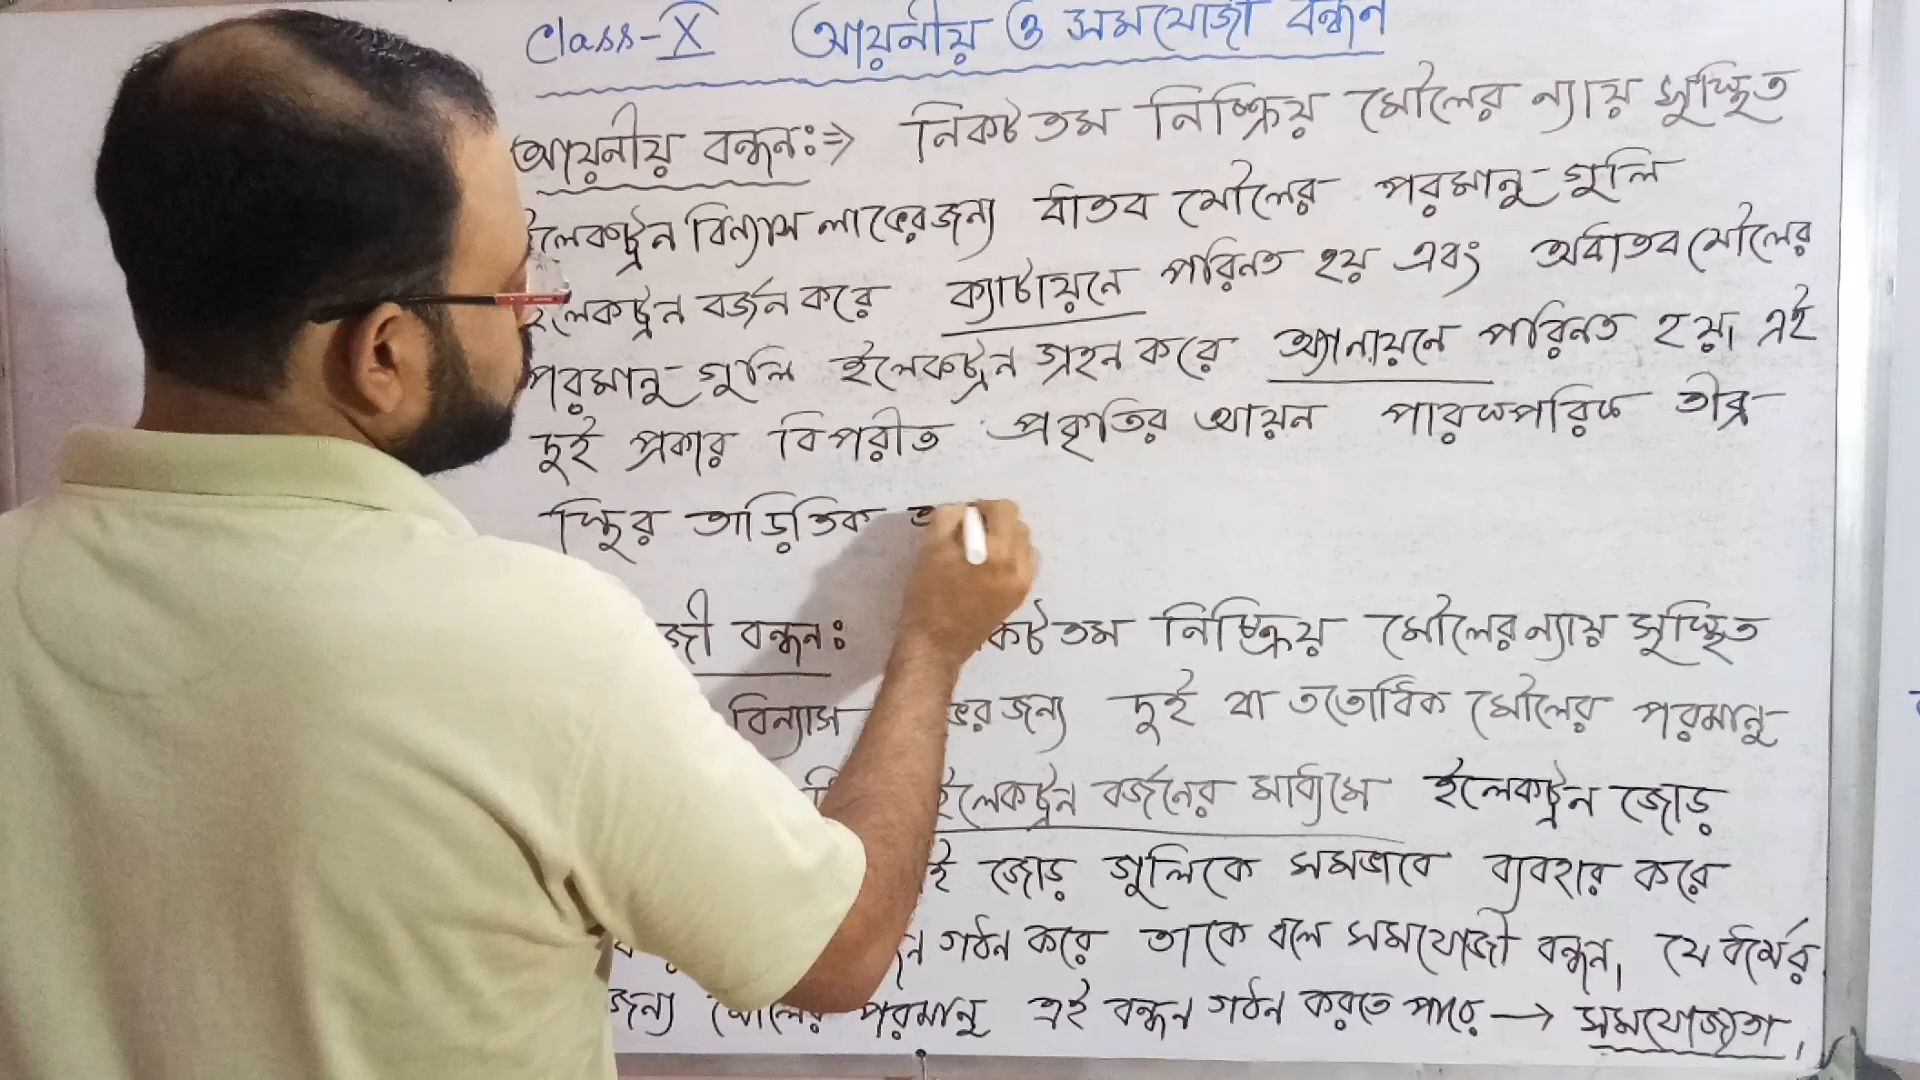 Class-X আয়নীয় ও সমযোজী বন্ধন
আয়নীয় বন্ধনঃ⇒ নিকটতম নিষ্ক্রিয় মৌলের ন্যায় সুস্থিত
ইলেকট্রন বিন্যাস লাভের জন্য ধাতব মৌলের পরমানু গুলি
ইলেকট্রন বর্জন করে ক্যাটায়নে পরিনত হয় এবং অধাতব মৌলের
পরমানু গুলি ইলেকট্রন গ্রহন করে অ্যানায়নে পরিনত হয়। এই
দুই প্রকার বিপরীত প্রকৃতির আয়ন পারস্পরিক তীব্র
স্থির তাড়িতিক
জী বন্ধনঃ কটতম নিষ্ক্রিয় মৌলের ন্যায় সুস্থিত
বিন্যাস ভের জন্য দুই বা ততোধিক মৌলের পরমানু
ইলেকট্রন বর্জনের মাধ্যমে ইলেকট্রন জোড়
ই জোড় গুলিকে সমভাবে ব্যবহার করে
গঠন করে তাকে বলে সমযোজী বন্ধন। যে ধর্মের
জন্য মৌলের পরমানু এই বন্ধন গঠন করতে পারে → সমযোজ্যতা।